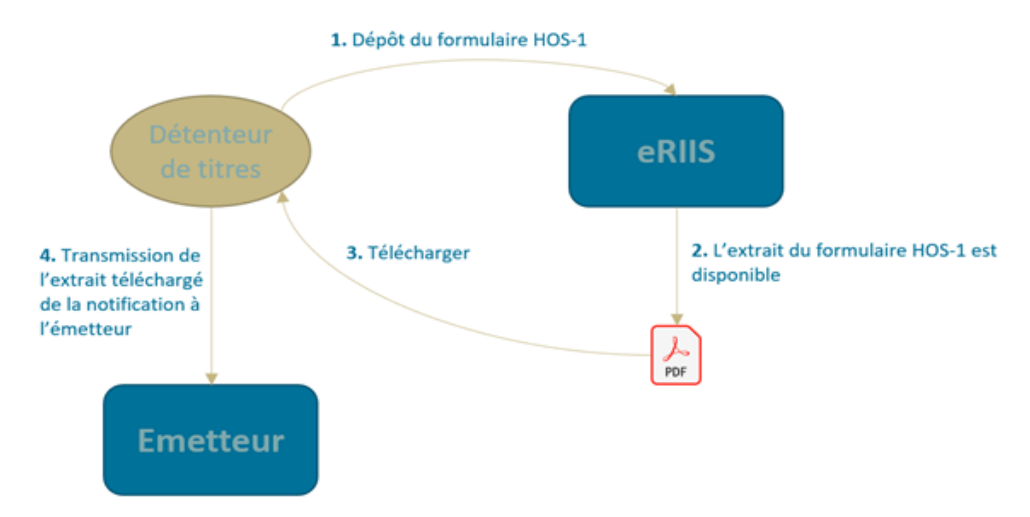 1. Dépôt du formulaire HOS-1
Détenteur
de titres
eRIIS
4. Transmission de
l'extrait téléchargé
de la notification à
l'émetteur
3. Télécharger
2. L'extrait du formulaire HOS-1 est
disponible
PDF
Emetteur